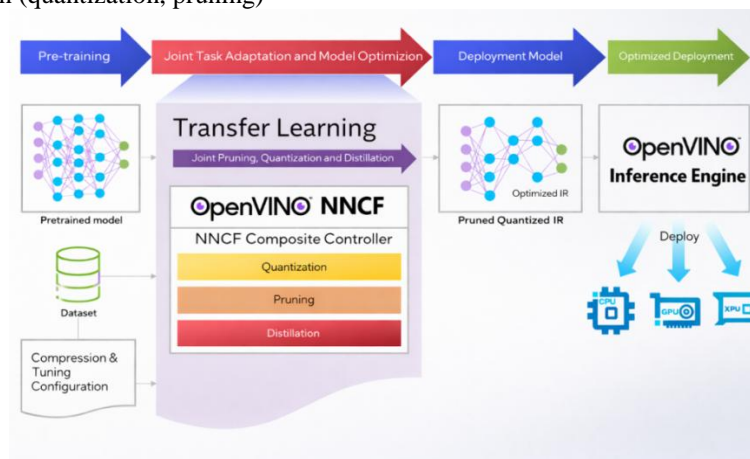 (quantization, pruning)
Pre-training
Joint Task Adaptation and Model Optimizion
Deployment Model
Optimized Deployment
Transfer Learning
Joint Pruning, Quantization and Distillation
OpenVINO NNCF
NNCF Composite Controller
Quantization
Pruning
Distillation
Pretrained model
Dataset
Compression &
Tuning
Configuration
Optimized IR
Pruned Quantized IR
OpenVINO
Inference Engine
Deploy
CPU
GPU
XPU